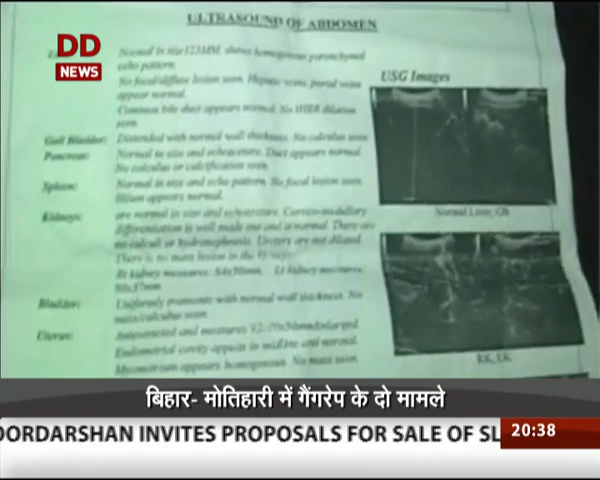 ULTRASOUND OF ABDOMEN
DD
NEWS
Normal in size 123MM, shows homogenous parenchymal
echo pattern.
No focal/diffuse lesion seen. Hepatic veins, portal veins
appear normal.
Common bile duct appears normal. No IHBR dilation
seen.
USG Images
Gall Bladder: Distended with normal wall thickness. No calculus seen
Pancreas: Normal in size and echotexture. Duct appears normal.
No calculus or calcification seen
Spleen: Normal in size and echo pattern. No focal lesion seen.
Hilum appears normal.
Normal Liver, GB
Kidneys: are normal in size and echotexture. Cortico-medullary
differentiation is well made out and is normal. There are
no calculi or hydronephrosis. Ureters are not dilated.
There is no mass lesion in the
Rt kidney measures: Lt kidney measures:
Bladder: Uniformly transonic with normal wall thickness. No
mass/calculus seen.
Uterus: Anteverted and measures
Endometrial cavity appears in midline and normal.
Myometrium appears homogenous. No mass seen.
RK, LK
बिहार- मोतिहारी में गैंगरेप के दो मामले
OORDARSHAN INVITES PROPOSALS FOR SALE OF SL
20:38